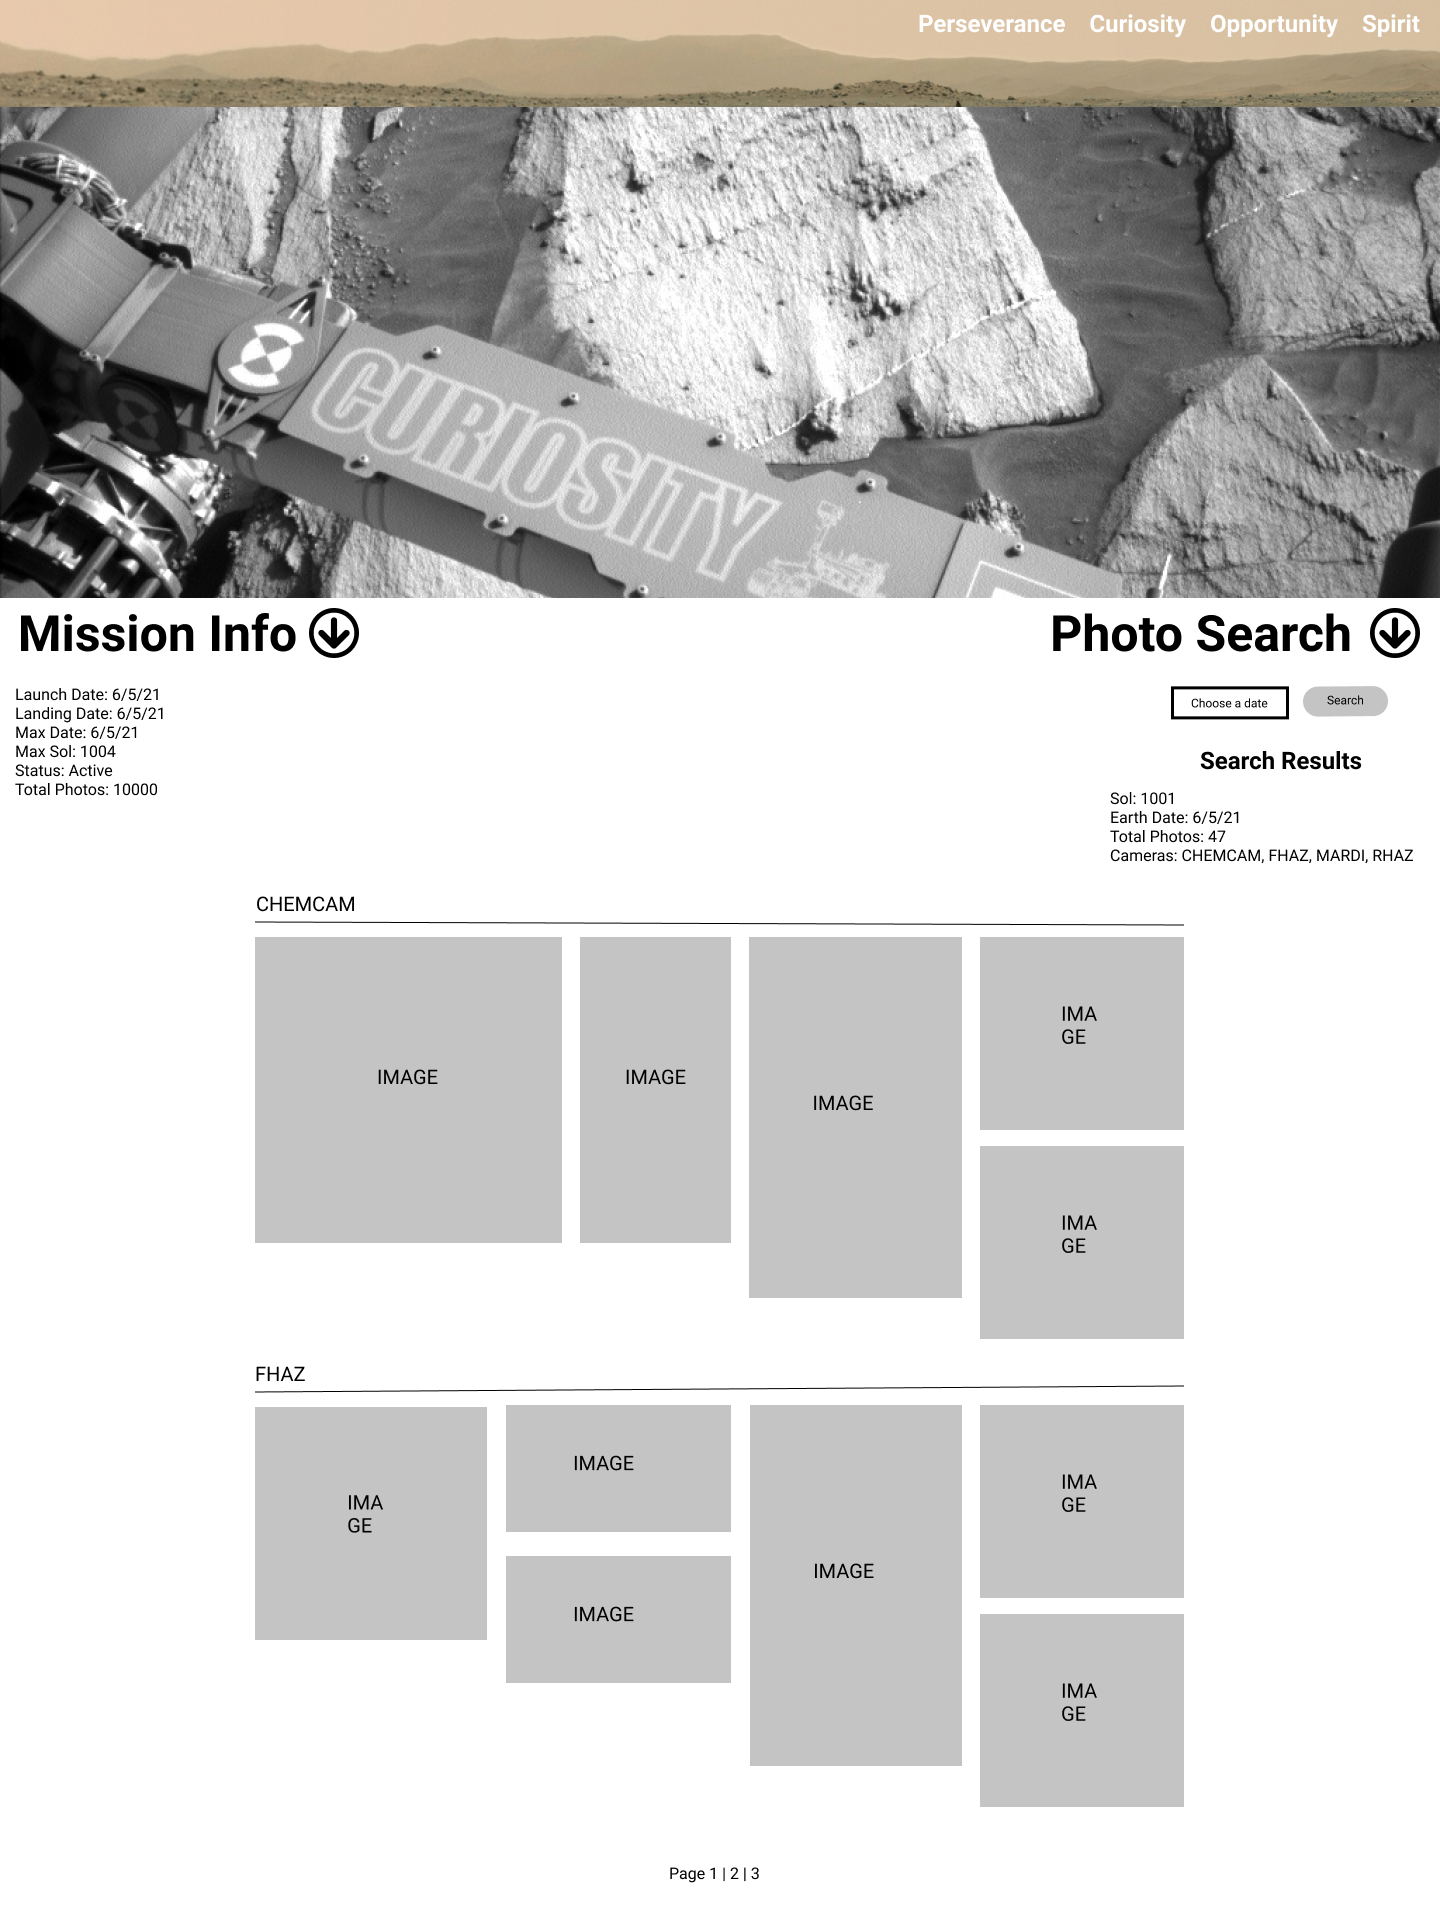 Perseverance Curiosity Opportunity Spirit
CURIOSITY
Mission Info
Photo Search
Launch Date: 6/5/21
Landing Date: 6/5/21
Max Date: 6/5/21
Max Sol: 1004
Status: Active
Total Photos: 10000
Choose a date
Search
Search Results
Sol: 1001
Earth Date: 6/5/21
Total Photos: 47
Cameras: CHEMCAM, FHAZ, MARDI, RHAZ
CHEMCAM
IMAGE
IMAGE
IMAGE
IMA
GE
IMA
GE
FHAZ
IMA
GE
IMAGE
IMAGE
IMAGE
IMA
GE
IMA
GE
Page 1 | 2 | 3